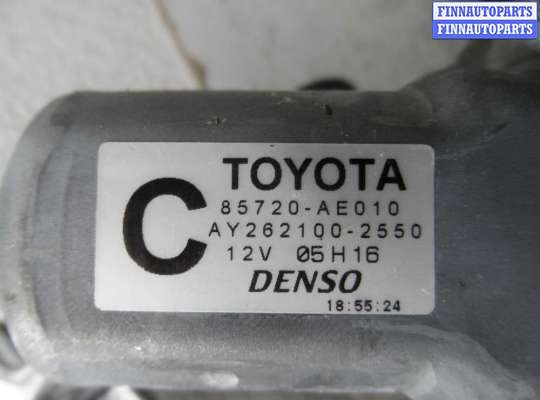 FINNAUTOPARTS
FINNAUTOPARTS
C
TOYOTA
85720-AE010
AY262100-2550
12V 05H16
DENSO
18:55:24